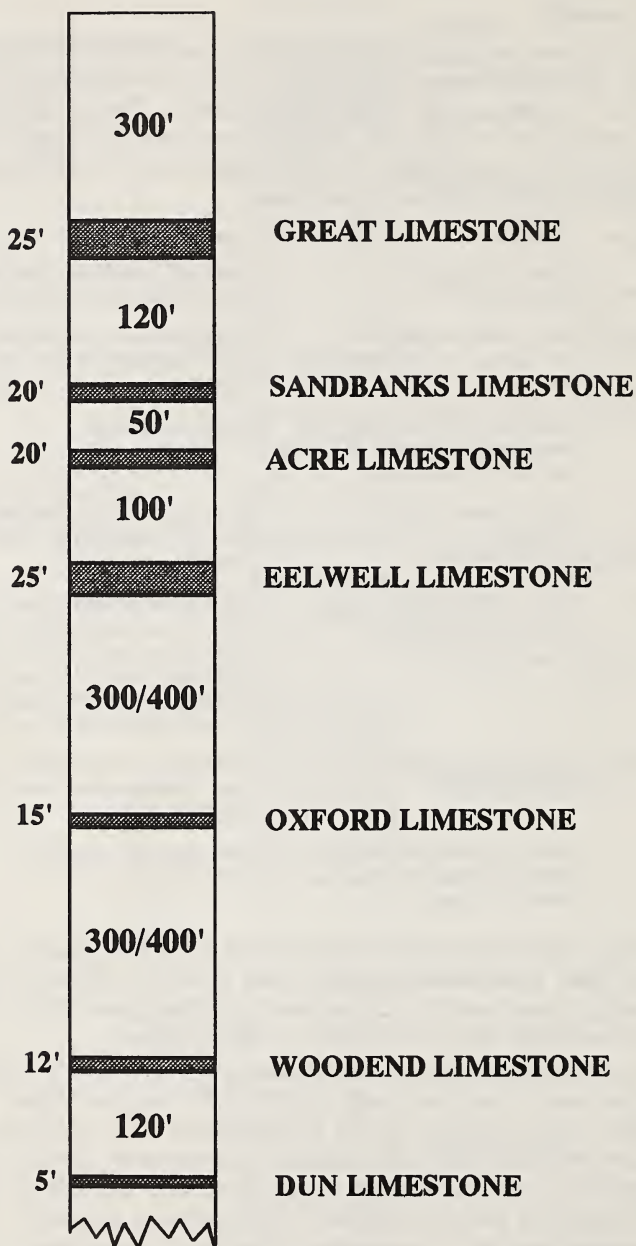 300'
25' GREAT LIMESTONE
120'
20' SANDBANKS LIMESTONE
50'
20' ACRE LIMESTONE
100'
25' EELWELL LIMESTONE
300/400'
15' OXFORD LIMESTONE
300/400'
12' WOODEND LIMESTONE
120'
5' DUN LIMESTONE